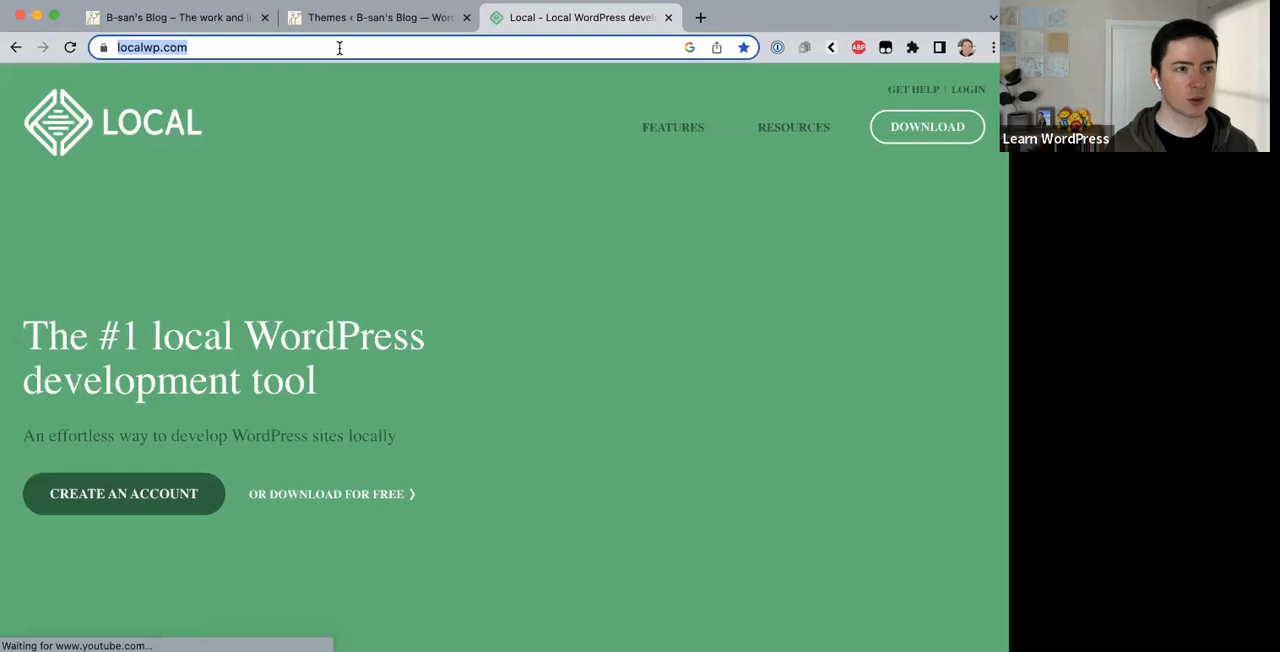 B-san's Blog – The work and li
Themes ‹ B-san's Blog — Word
Local - Local WordPress devel
localwp.com
ABP
LOCAL
GET HELP | LOGIN
FEATURES
RESOURCES
DOWNLOAD
Learn WordPress
The #1 local WordPress
development tool
An effortless way to develop WordPress sites locally
CREATE AN ACCOUNT
OR DOWNLOAD FOR FREE ❯
Waiting for www.youtube.com...